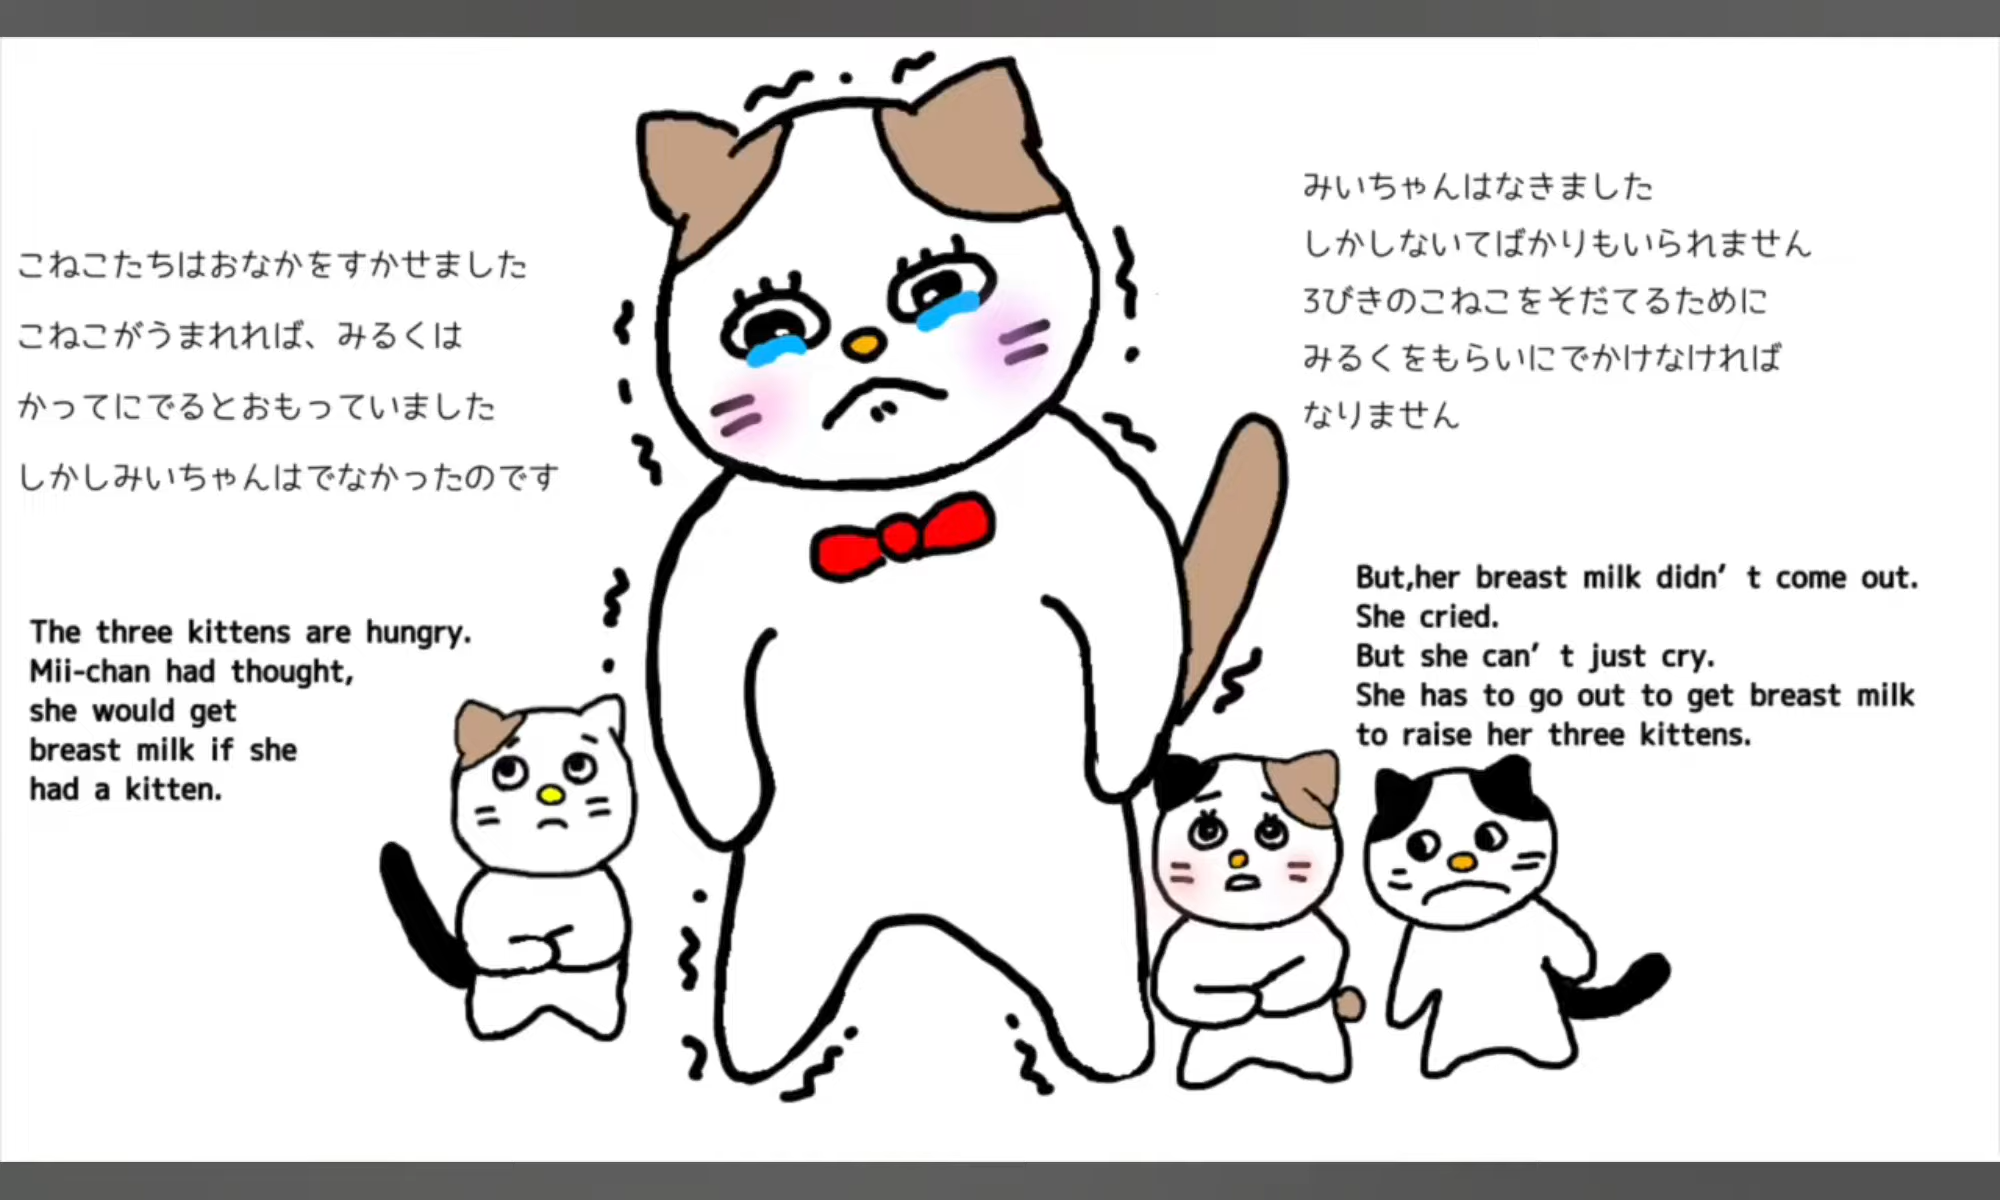 こねこたちはおなかをすかせました
こねこがうまれれば、みるくは
かってにでるとおもっていました
しかしみいちゃんはでなかったのです
The three kittens are hungry.
Mii-chan had thought,
she would get
breast milk if she
had a kitten.
みいちゃんはなきました
しかしないてばかりもいられません
3びきのこねこをそだてるために
みるくをもらいにでかけなければ
なりません
But,her breast milk didn’t come out.
She cried.
But she can’t just cry.
She has to go out to get breast milk
to raise her three kittens.